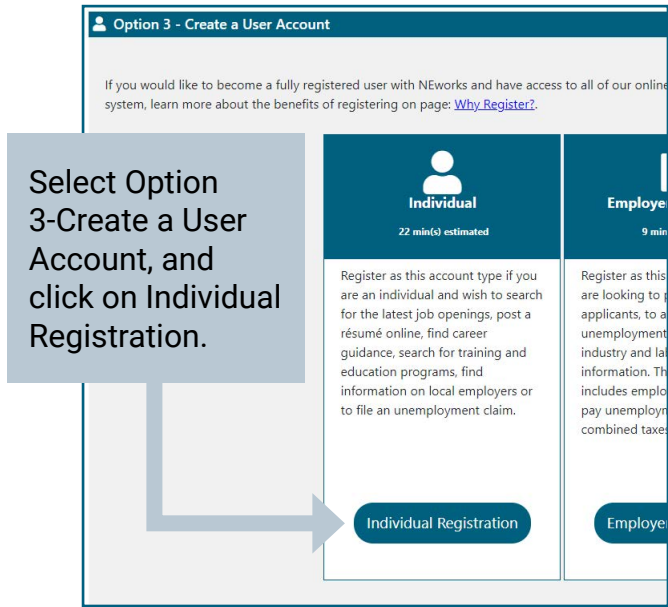 Option 3 - Create a User Account
If you would like to become a fully registered user with NEworks and have access to all of our online
system, learn more about the benefits of registering on page: Why Register?.
Select Option
3-Create a User
Account, and
click on Individual
Registration.
Individual
22 min(s) estimated
Register as this account type if you
are an individual and wish to search
for the latest job openings, post a
résumé online, find career
guidance, search for training and
education programs, find
information on local employers or
to file an unemployment claim.
Individual Registration
Employe
9 min
Register as this
are looking to p
applicants, to a
unemployment
industry and la
information. Th
includes emplo
pay unemployn
combined taxes
Employe